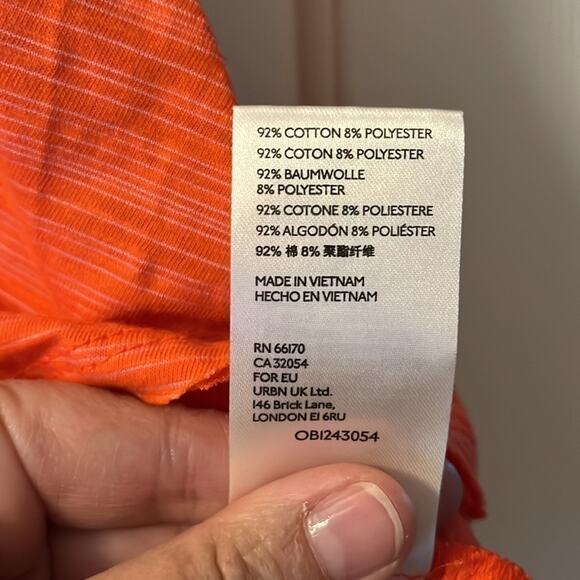 92% COTTON 8% POLYESTER
92% COTON 8% POLYESTER
92% BAUMWOLLE
8% POLYESTER
92% COTONE 8% POLIESTERE
92% ALGODÓN 8% POLIÉSTER
92% 棉 8% 聚酯纤维
MADE IN VIETNAM
HECHO EN VIETNAM
RN 66170
CA 32054
FOR EU
URBN UK Ltd.
146 Brick Lane,
LONDON E1 6RU
OB1243054